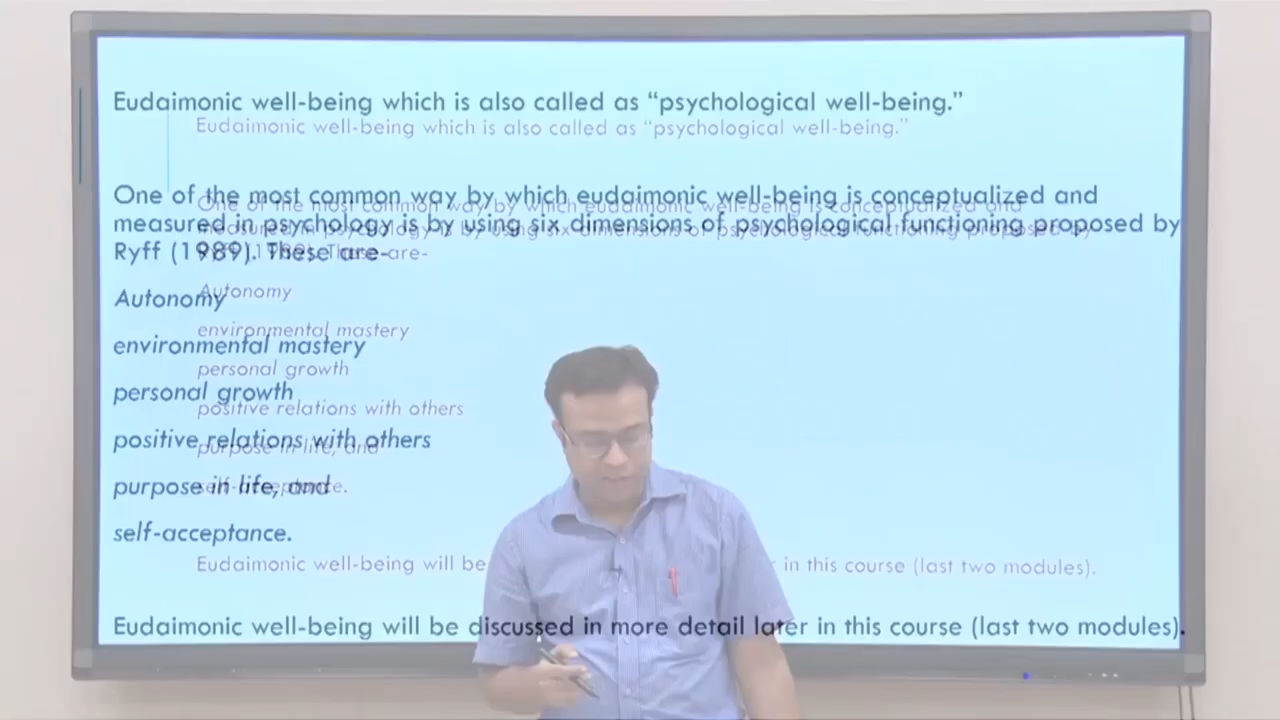 Eudaimonic well-being which is also called as “psychological well-being.”
One of the most common way by which eudaimonic well-being is conceptualized and
measured in psychology is by using six dimensions of psychological functioning proposed by
Ryff (1989). These are-
Autonomy
environmental mastery
personal growth
positive relations with others
purpose in life, and
self-acceptance.
Eudaimonic well-being will be discussed in more detail later in this course (last two modules).